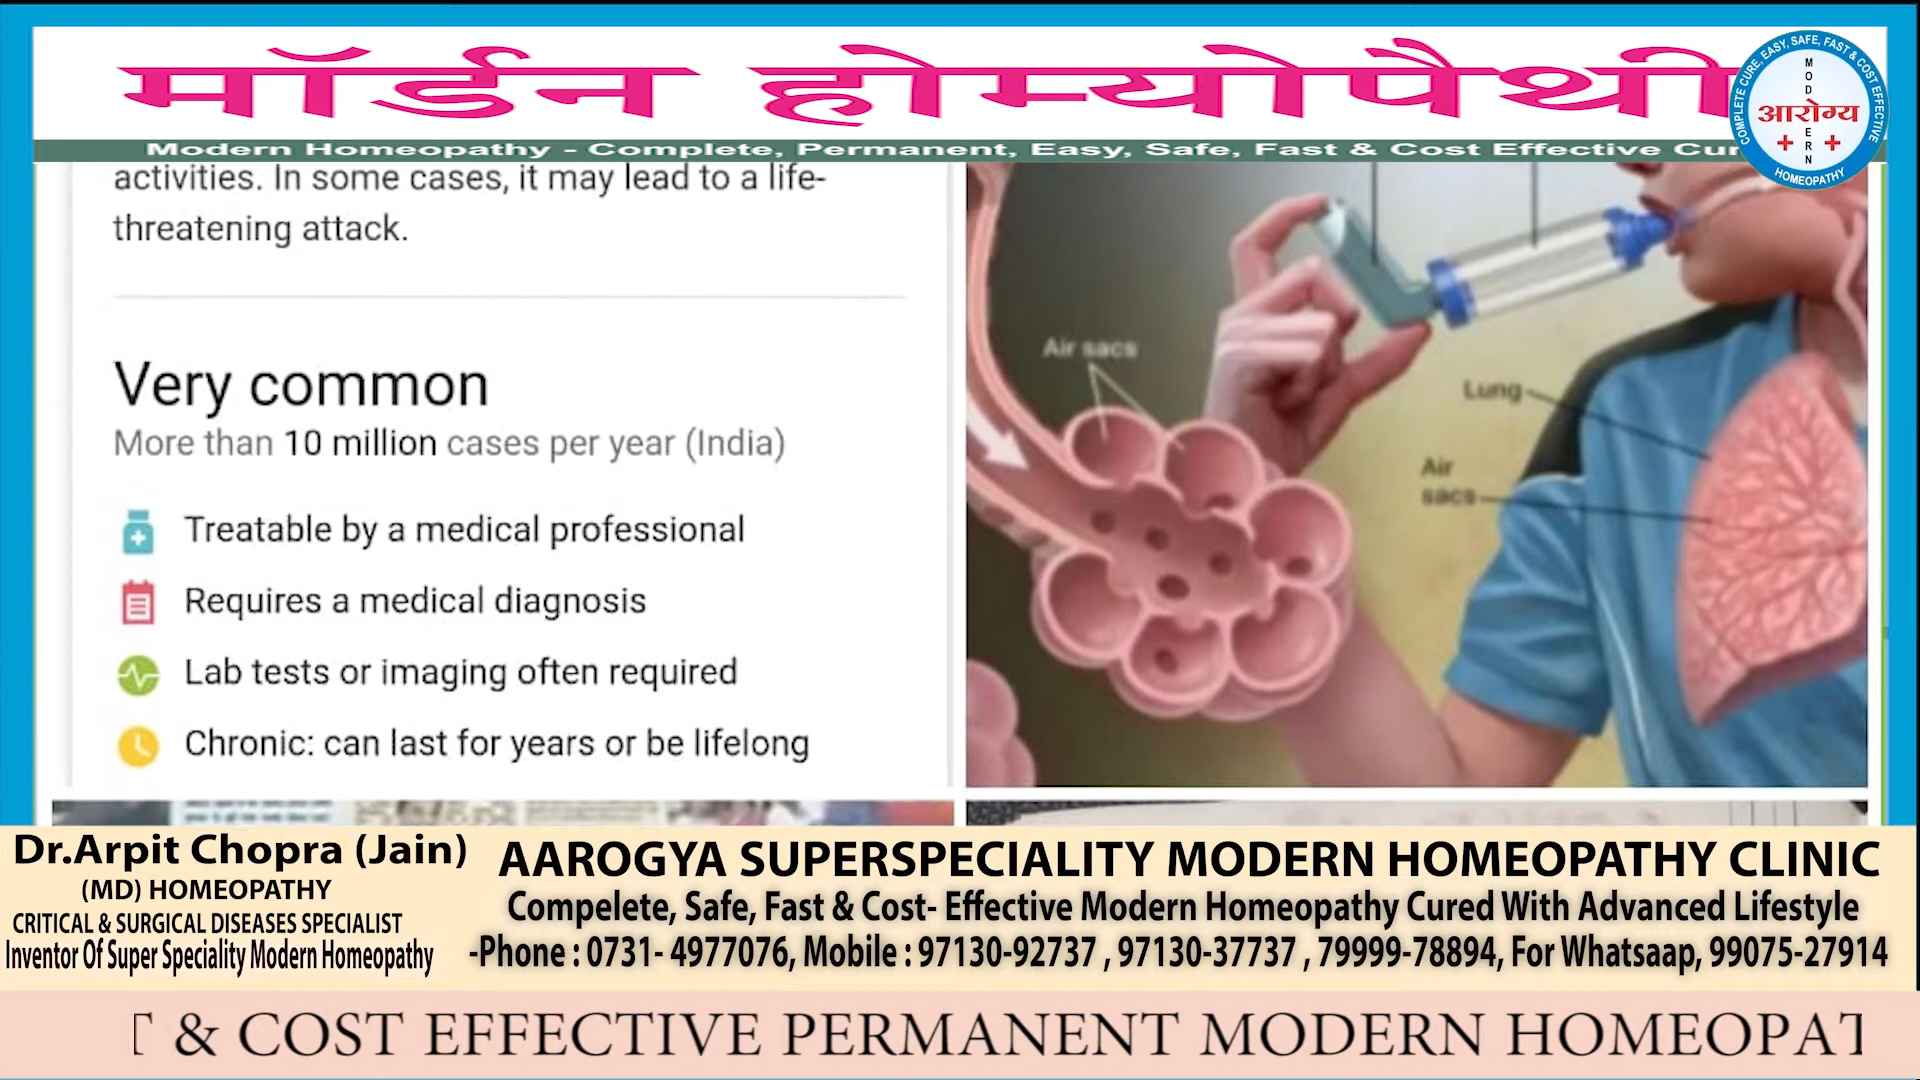 मॉर्डन होम्योपैथी
COMPLETE CURE, EASY, SAFE, FAST & COST EFFECTIVE
MODERN
आरोग्य
HOMEOPATHY
Modern Homeopathy - Complete, Permanent, Easy, Safe, Fast & Cost Effective Cur
activities. In some cases, it may lead to a life-
threatening attack.
Very common
More than 10 million cases per year (India)
Treatable by a medical professional
Requires a medical diagnosis
Lab tests or imaging often required
Chronic: can last for years or be lifelong
Air sacs
Lung
Air
sacs
Dr.Arpit Chopra (Jain)
(MD) HOMEOPATHY
CRITICAL & SURGICAL DISEASES SPECIALIST
Inventor Of Super Speciality Modern Homeopathy
AAROGYA SUPERSPECIALITY MODERN HOMEOPATHY CLINIC
Compelete, Safe, Fast & Cost- Effective Modern Homeopathy Cured With Advanced Lifestyle
-Phone : 0731- 4977076, Mobile : 97130-92737 , 97130-37737 , 79999-78894, For Whatsaap, 99075-27914
T & COST EFFECTIVE PERMANENT MODERN HOMEOPAT